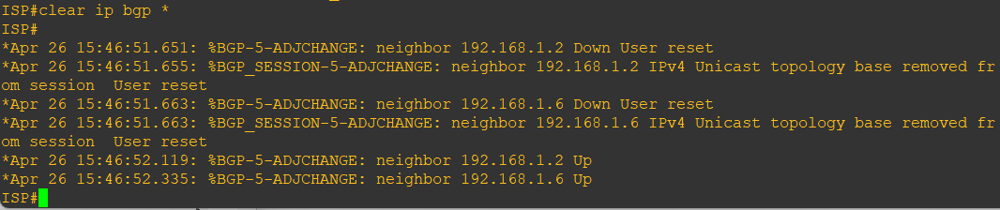 ISP#clear ip bgp *
ISP#
*Apr 26 15:46:51.651: %BGP-5-ADJCHANGE: neighbor 192.168.1.2 Down User reset
*Apr 26 15:46:51.655: %BGP_SESSION-5-ADJCHANGE: neighbor 192.168.1.2 IPv4 Unicast topology base removed fr
om session  User reset
*Apr 26 15:46:51.663: %BGP-5-ADJCHANGE: neighbor 192.168.1.6 Down User reset
*Apr 26 15:46:51.663: %BGP_SESSION-5-ADJCHANGE: neighbor 192.168.1.6 IPv4 Unicast topology base removed fr
om session  User reset
*Apr 26 15:46:52.119: %BGP-5-ADJCHANGE: neighbor 192.168.1.2 Up
*Apr 26 15:46:52.335: %BGP-5-ADJCHANGE: neighbor 192.168.1.6 Up
ISP#